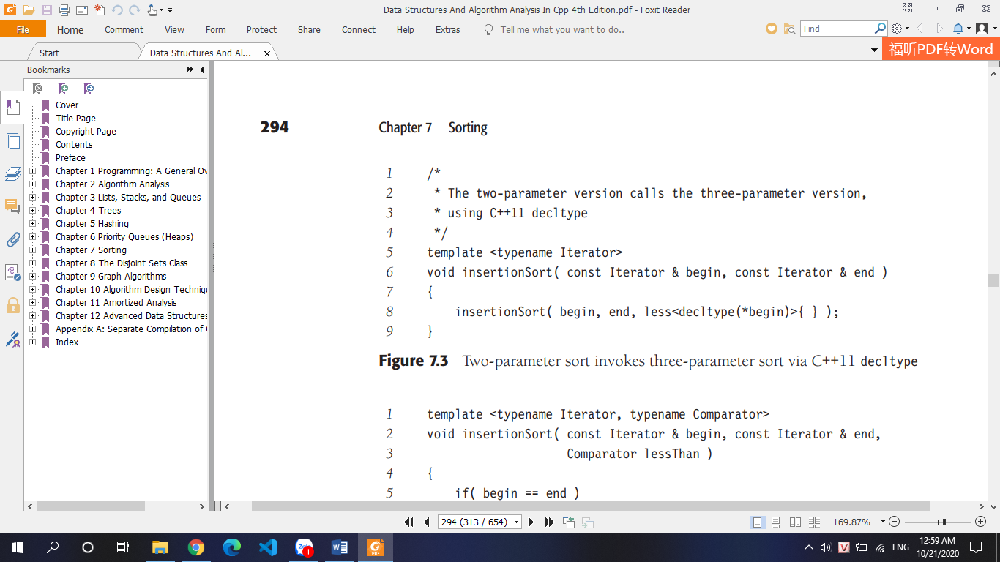 Data Structures And Algorithm Analysis In Cpp 4th Edition.pdf - Foxit Reader
File Home Comment View Form Protect Share Connect Help Extras Tell me what you want to do.. Find
Start Data Structures And Al... 福昕PDF转Word
Bookmarks
Cover
Title Page
Copyright Page
Contents
Preface
Chapter 1 Programming: A General Ov
Chapter 2 Algorithm Analysis
Chapter 3 Lists, Stacks, and Queues
Chapter 4 Trees
Chapter 5 Hashing
Chapter 6 Priority Queues (Heaps)
Chapter 7 Sorting
Chapter 8 The Disjoint Sets Class
Chapter 9 Graph Algorithms
Chapter 10 Algorithm Design Techniqu
Chapter 11 Amortized Analysis
Chapter 12 Advanced Data Structures
Appendix A: Separate Compilation of
Index
294 Chapter 7 Sorting
1 /*
2 * The two-parameter version calls the three-parameter version,
3 * using C++11 decltype
4 */
5 template <typename Iterator>
6 void insertionSort( const Iterator & begin, const Iterator & end )
7 {
8 insertionSort( begin, end, less<decltype(*begin)>{ } );
9 }
Figure 7.3 Two-parameter sort invokes three-parameter sort via C++11 decltype
1 template <typename Iterator, typename Comparator>
2 void insertionSort( const Iterator & begin, const Iterator & end,
3 Comparator lessThan )
4 {
5 if( begin == end )
294 (313 / 654) 169.87%
Zalo 1 W PDF V ENG 12:59 AM
10/21/2020